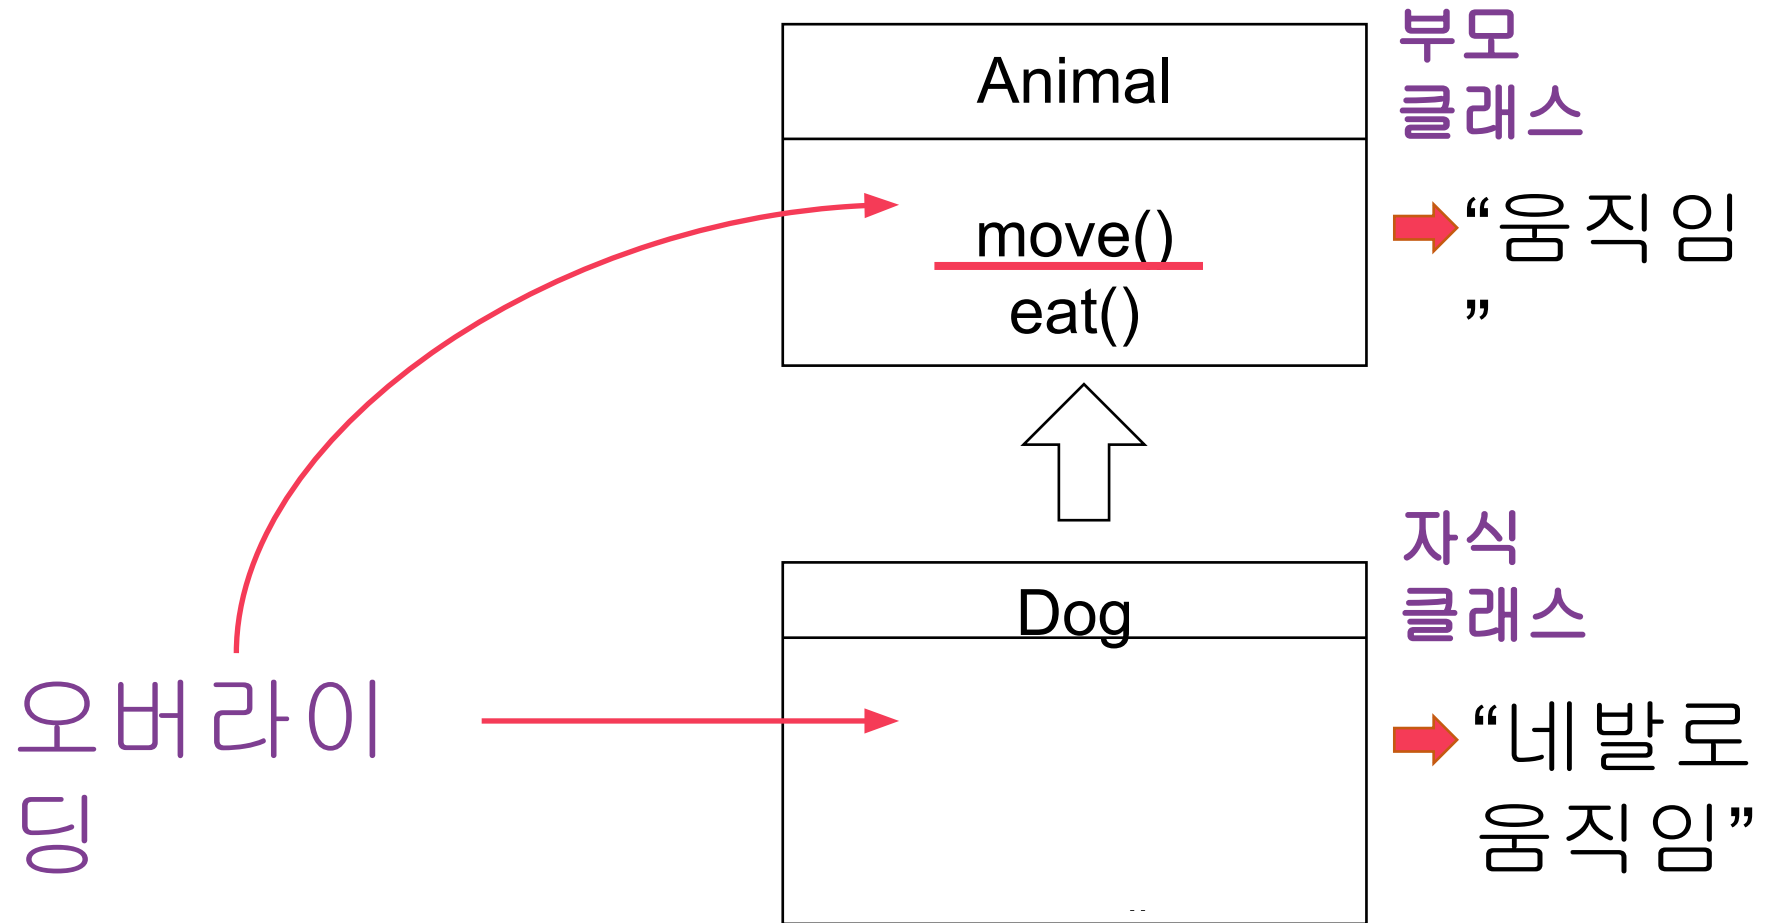 부모
클래스
Animal
move()
“움직임
”
eat()
자식
클래스
Dog
오버라이
딩
“네발로
움직임”